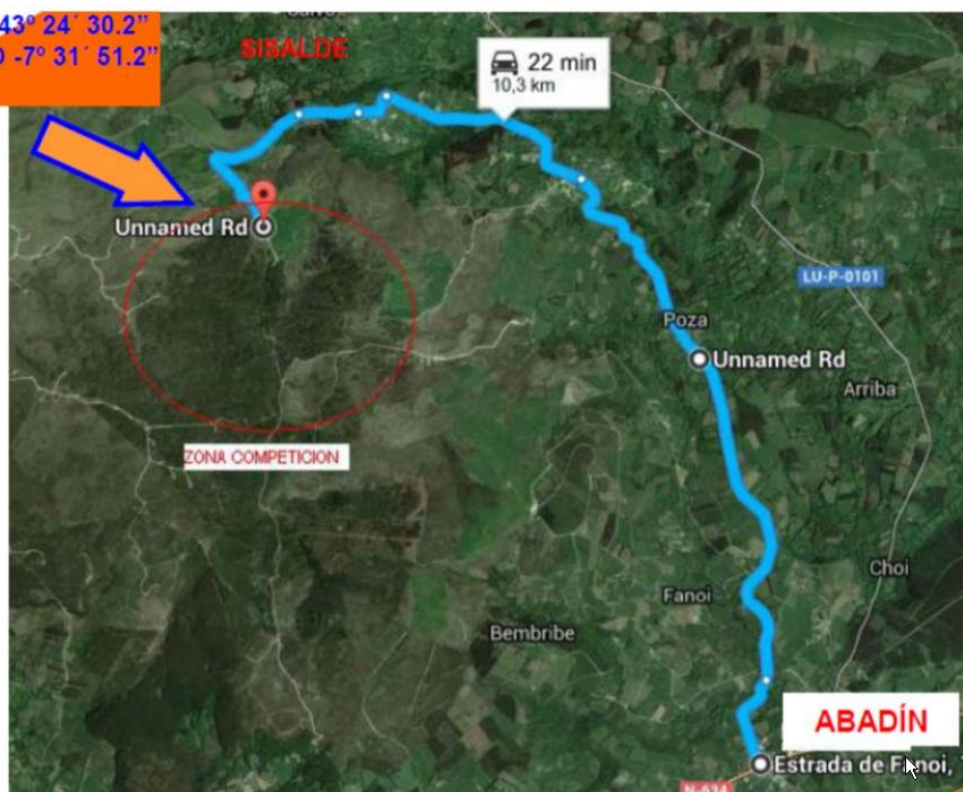 43º 24´ 30.2”
O -7º 31´ 51.2”
SISALDE
22 min
10,3 km
Unnamed Rd
LU-P-0101
Poza
Unnamed Rd
Arriba
ZONA COMPETICION
Choi
Fanoi
Bembribe
ABADÍN
Estrada de Fanoi,
N-634